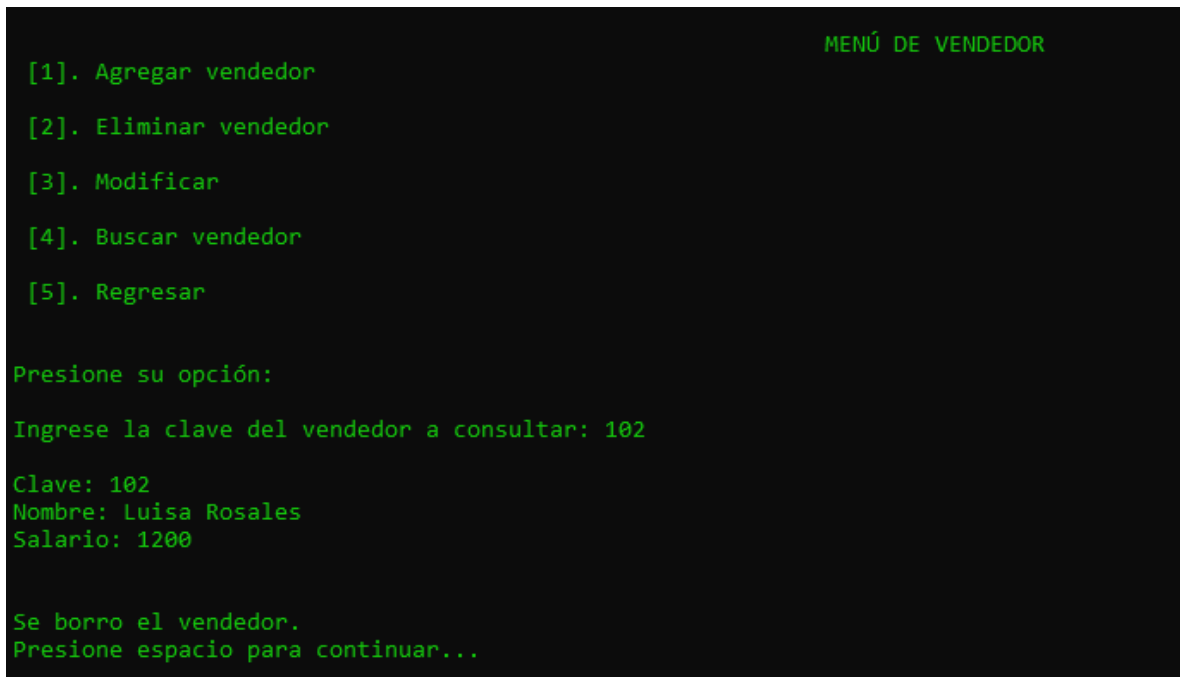 MENÚ DE VENDEDOR
[1]. Agregar vendedor
[2]. Eliminar vendedor
[3]. Modificar
[4]. Buscar vendedor
[5]. Regresar
Presione su opción:
Ingrese la clave del vendedor a consultar: 102
Clave: 102
Nombre: Luisa Rosales
Salario: 1200
Se borro el vendedor.
Presione espacio para continuar...